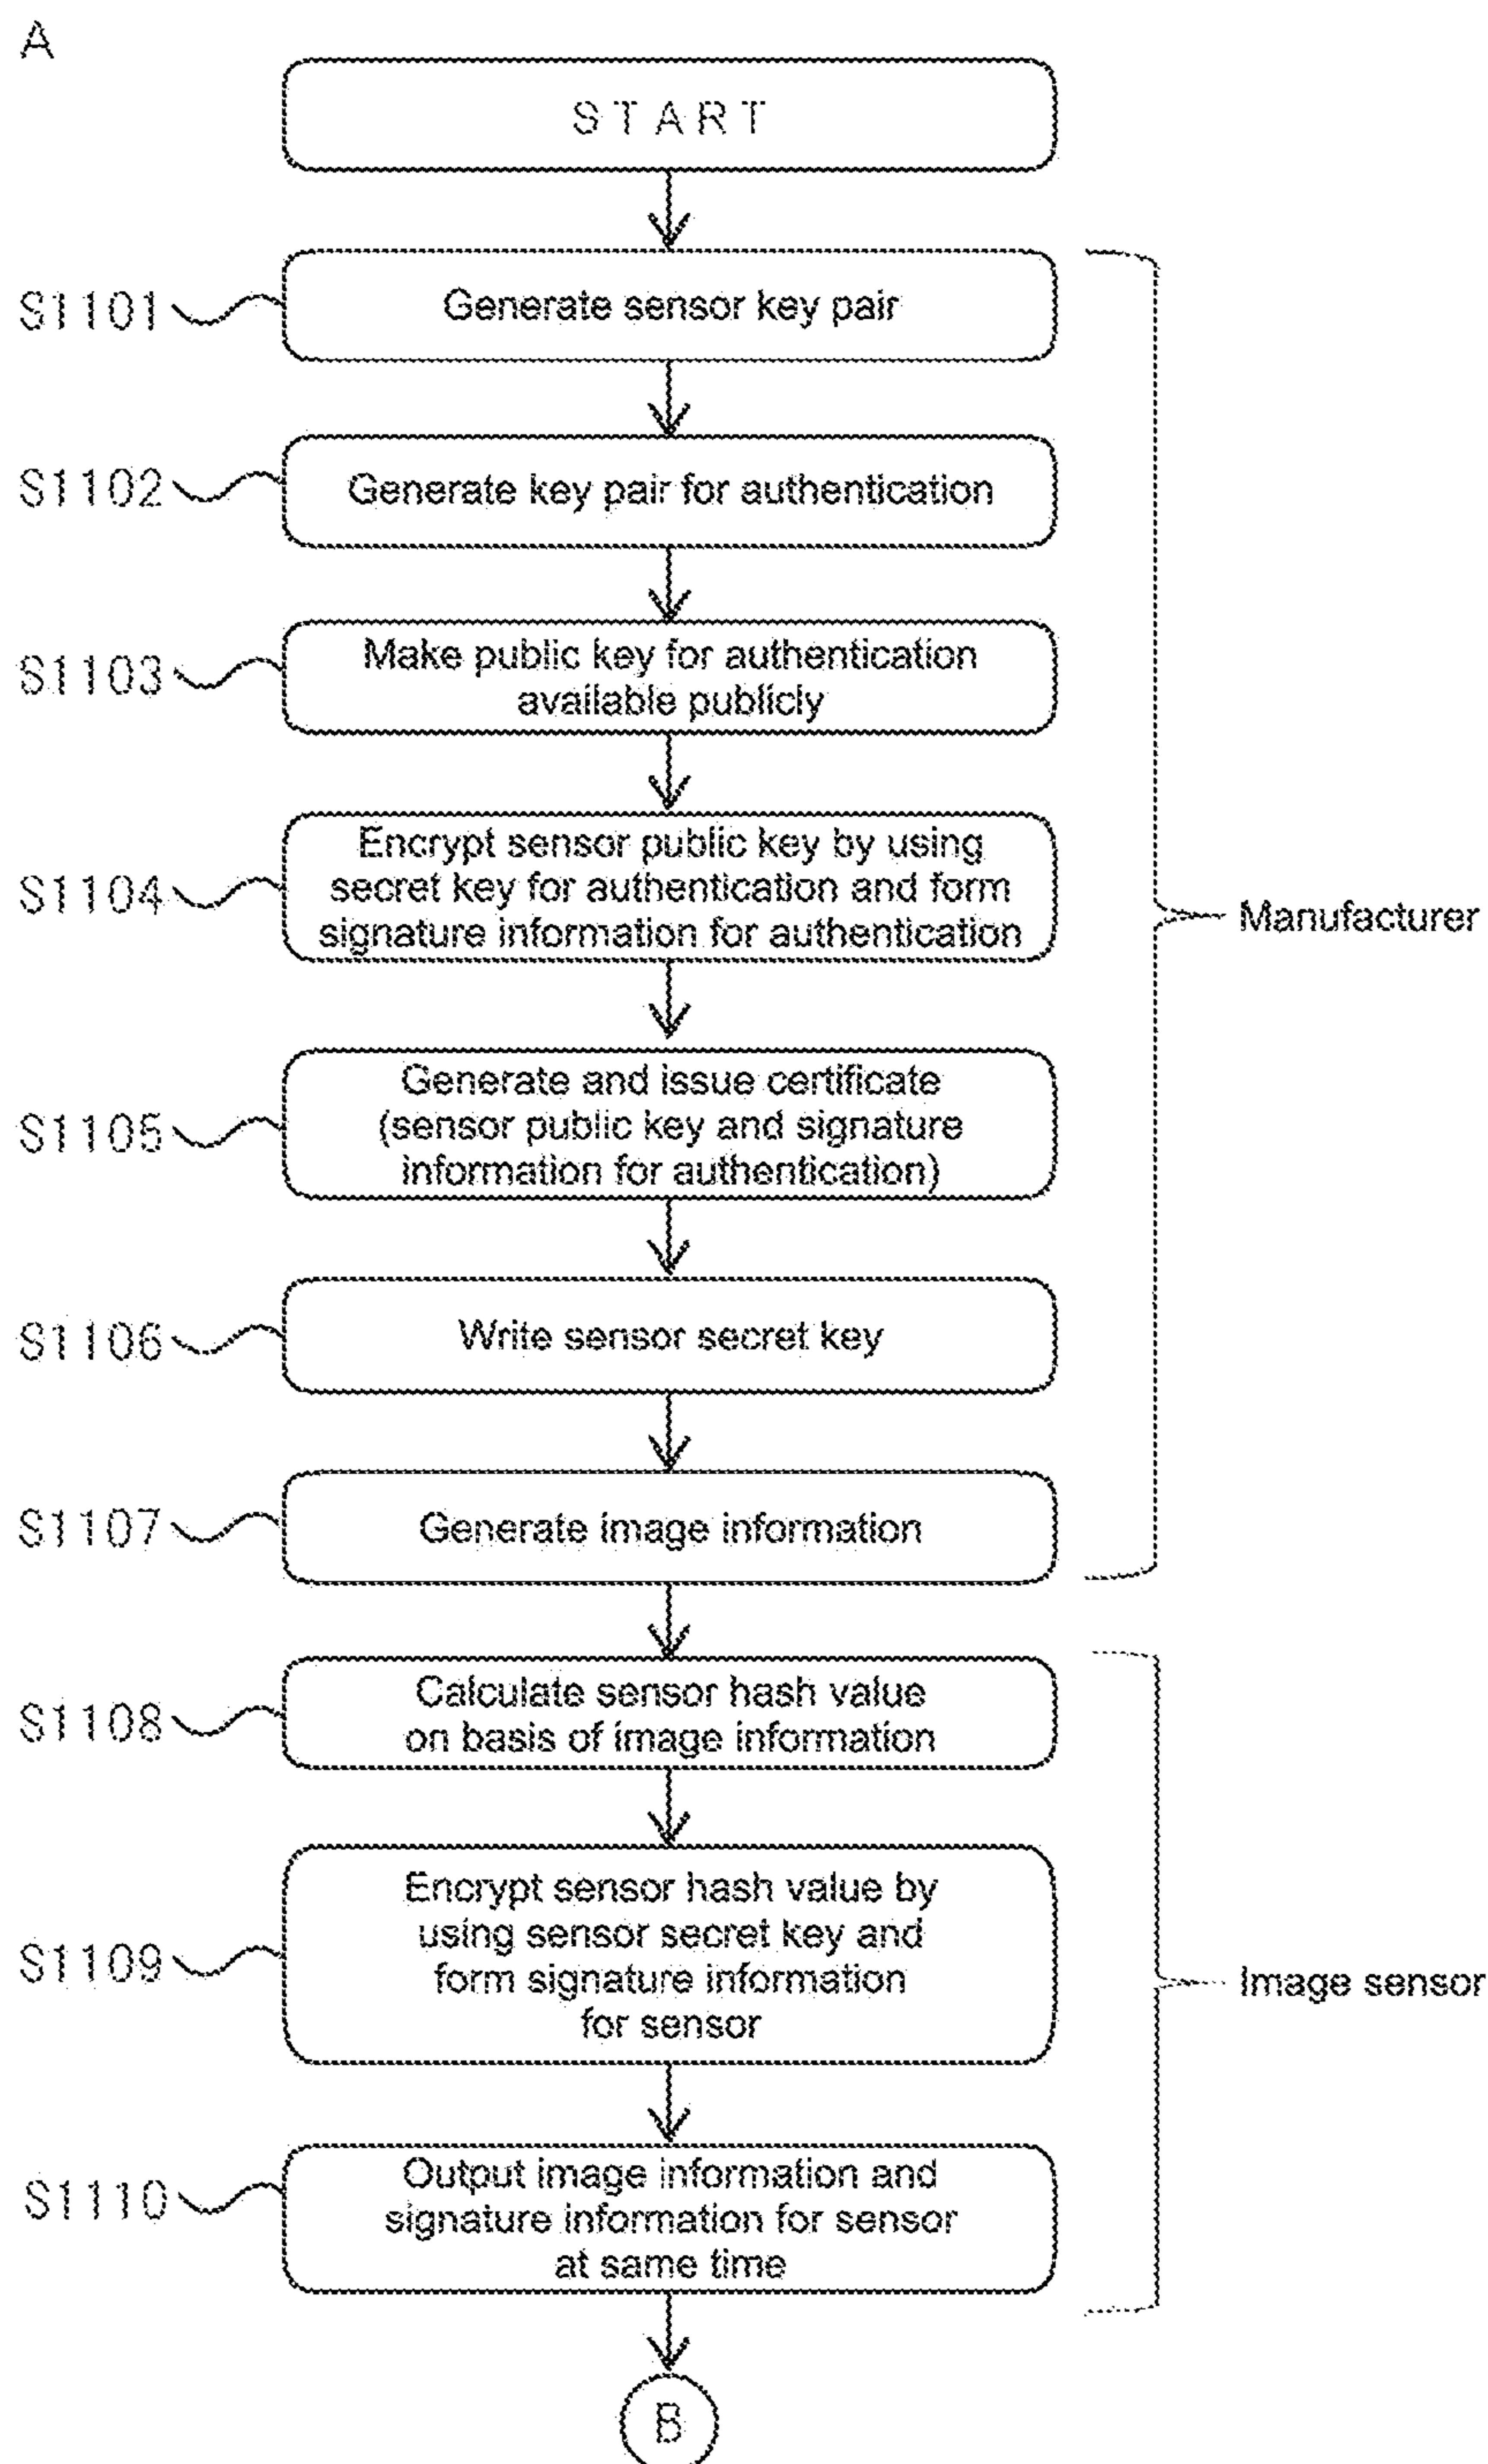 A
START
S1101
Generate sensor key pair
S1102
Generate key pair for authentication
S1103
Make public key for authentication
available publicly
S1104
Encrypt sensor public key by using
secret key for authentication and form
signature information for authentication
Manufacturer
S1105
Generate and issue certificate
(sensor public key and signature
information for authentication)
S1106
Write sensor secret key
S1107
Generate image information
S1108
Calculate sensor hash value
on basis of image information
S1109
Encrypt sensor hash value by
using sensor secret key and
form signature information
for sensor
Image sensor
S1110
Output image information and
signature information for sensor
at same time
B